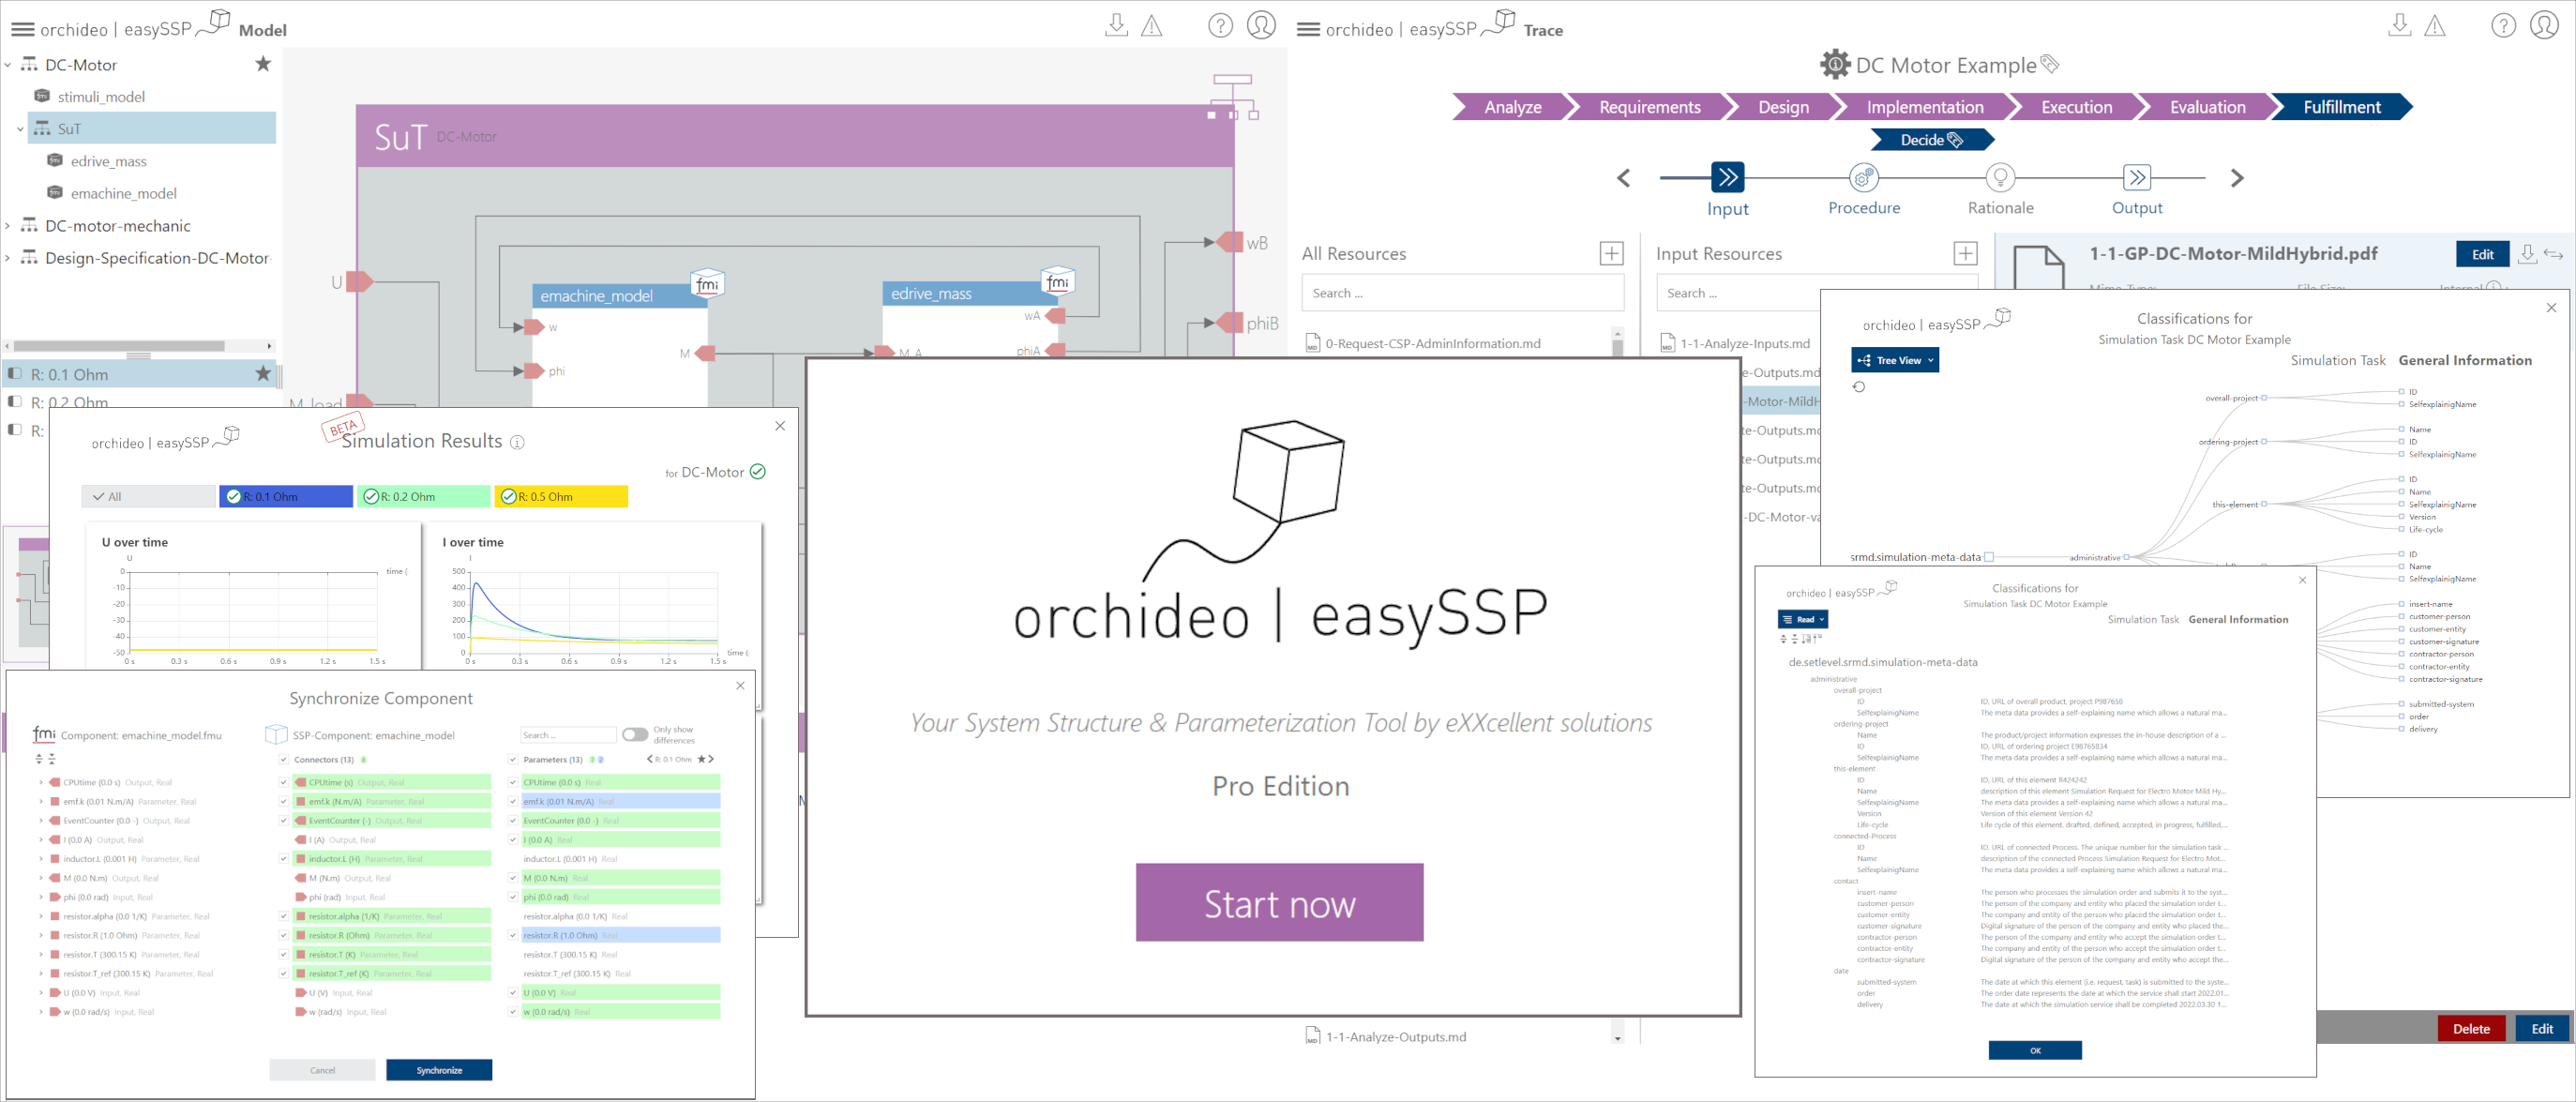 orchideo | easySSP Model
DC-Motor
stimuli_model
SuT
edrive_mass
emachine_model
DC-motor-mechanic
Design-Specification-DC-Motor-
R: 0.1 Ohm
R: 0.2 Ohm
R:
SuT DC-Motor
U
M_load
emachine_model
fmi
w
phi
M
edrive_mass
fmi
wA
phiA
M_A
wB
phiB
orchideo | easySSP Trace
DC Motor Example
Analyze
Requirements
Design
Implementation
Execution
Evaluation
Fulfillment
Decide
Input
Procedure
Rationale
Output
All Resources
Search ...
0-Request-CSP-AdminInformation.md
1-1-Analyze-Outputs.md
Input Resources
Search ...
1-1-Analyze-Inputs.md
e-Outputs.md
-Motor-MildH
te-Outputs.md
te-Outputs.md
te-Outputs.md
-DC-Motor-va
1-1-GP-DC-Motor-MildHybrid.pdf
Edit
Delete
Edit
orchideo | easySSP
BETA
Simulation Results
for DC-Motor
All
R: 0.1 Ohm
R: 0.2 Ohm
R: 0.5 Ohm
U over time
U
0
-10
-20
-30
-40
-50
0 s
0.3 s
0.6 s
0.9 s
1.2 s
1.5 s
time (
I over time
I
500
400
300
200
100
0
0 s
0.3 s
0.6 s
0.9 s
1.2 s
1.5 s
time (
Synchronize Component
fmi Component: emachine_model.fmu
SSP-Component: emachine_model
Search ...
Only show
differences
Connectors (13)
Parameters (13)
R: 0.1 Ohm
CPUtime (0.0 s) Output, Real
emf.k (0.01 N.m/A) Parameter, Real
EventCounter (0.0 -) Output, Real
I (0.0 A) Output, Real
inductor.L (0.001 H) Parameter, Real
M (0.0 N.m) Output, Real
phi (0.0 rad) Input, Real
resistor.alpha (0.0 1/K) Parameter, Real
resistor.R (1.0 Ohm) Parameter, Real
resistor.T (300.15 K) Parameter, Real
resistor.T_ref (300.15 K) Parameter, Real
U (0.0 V) Input, Real
w (0.0 rad/s) Input, Real
CPUtime (s) Output, Real
emf.k (N.m/A) Parameter, Real
EventCounter (-) Output, Real
I (A) Output, Real
inductor.L (H) Parameter, Real
M (N.m) Output, Real
phi (rad) Input, Real
resistor.alpha (1/K) Parameter, Real
resistor.R (Ohm) Parameter, Real
resistor.T (K) Parameter, Real
resistor.T_ref (K) Parameter, Real
U (V) Input, Real
w (rad/s) Input, Real
CPUtime (0.0 s) Real
emf.k (0.01 N.m/A) Real
EventCounter (0.0 -) Real
I (0.0 A) Real
inductor.L (0.001 H) Real
M (0.0 N.m) Real
phi (0.0 rad) Real
resistor.alpha (0.0 1/K) Real
resistor.R (1.0 Ohm) Real
resistor.T (300.15 K) Real
resistor.T_ref (300.15 K) Real
U (0.0 V) Real
w (0.0 rad/s) Real
Cancel
Synchronize
orchideo | easySSP
Your System Structure & Parameterization Tool by eXXcellent solutions
Pro Edition
Start now
orchideo | easySSP
Classifications for
Simulation Task DC Motor Example
Tree View
Simulation Task General Information
srmd.simulation-meta-data
administrative
overall-project
ID
SelfexplainigName
ordering-project
Name
ID
SelfexplainigName
this-element
ID
Name
SelfexplainigName
Version
Life-cycle
ID
Name
SelfexplainigName
insert-name
customer-person
customer-entity
customer-signature
contractor-person
contractor-entity
contractor-signature
submitted-system
order
delivery
orchideo | easySSP
Classifications for
Simulation Task DC Motor Example
Read
Simulation Task General Information
de.setlevel.srmd.simulation-meta-data
administrative
overall-project
ID ID, URL of overall product, project P987650
SelfexplainigName The meta data provides a self-explaining name which allows a natural ma...
ordering-project
Name The product/project information expresses the in-house description of a ...
ID ID, URL of ordering project E98765834
SelfexplainigName The meta data provides a self-explaining name which allows a natural ma...
this-element
ID ID, URL of this element R424242
Name description of this element Simulation Request for Electro Motor Mild Hy...
SelfexplainigName The meta data provides a self-explaining name which allows a natural ma...
Version Version of this element Version 42
Life-cycle Life cycle of this element. drafted, defined, accepted, in progress, fulfilled,...
connected-Process
ID ID, URL of connected Process. The unique number for the simulation task ...
Name description of the connected Process Simulation Request for Electro Mot...
SelfexplainigName The meta data provides a self-explaining name which allows a natural ma...
contact
insert-name The person who processes the simulation order and submits it to the syst...
customer-person The person of the company and entity who placed the simulation order t...
customer-entity The company and entity of the person who placed the simulation order t...
customer-signature Digital signature of the person of the company and entity who placed the...
contractor-person The person of the company and entity who accept the simulation order t...
contractor-entity The company and entity of the person who accept the simulation order t...
contractor-signature Digital signature of the person of the company and entity who accept the...
date
submitted-system The date at which this element (i.e. request, task) is submitted to the syste...
order The order date represents the date at which the service shall start 2022.01...
delivery The date at which the simulation service shall be completed 2022.03.30 1...
OK